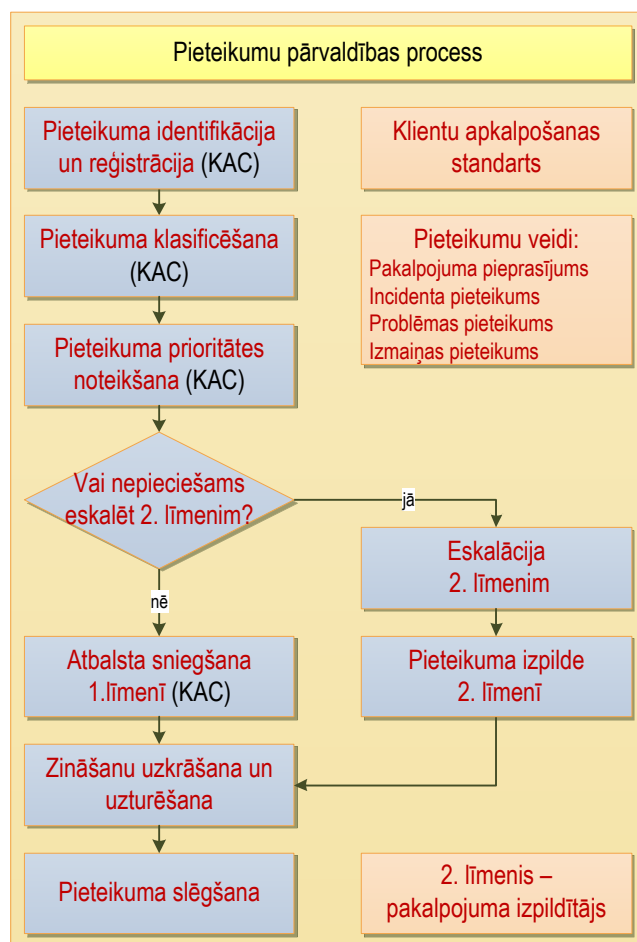 Pieteikumu pārvaldības process
Pieteikuma identifikācija
un reģistrācija (KAC)
Klientu apkalpošanas
standarts
Pieteikuma klasificēšana
(KAC)
Pieteikumu veidi:
Pakalpojuma pieprasījums
Incidenta pieteikums
Problēmas pieteikums
Izmaiņas pieteikums
Pieteikuma prioritātes
noteikšana (KAC)
Vai nepieciešams
eskalēt 2. līmenim?
jā
Eskalācija
2. līmenim
nē
Atbalsta sniegšana
1.līmenī (KAC)
Pieteikuma izpilde
2. līmenī
Zināšanu uzkrāšana un
uzturēšana
Pieteikuma slēgšana
2. līmenis –
pakalpojuma izpildītājs